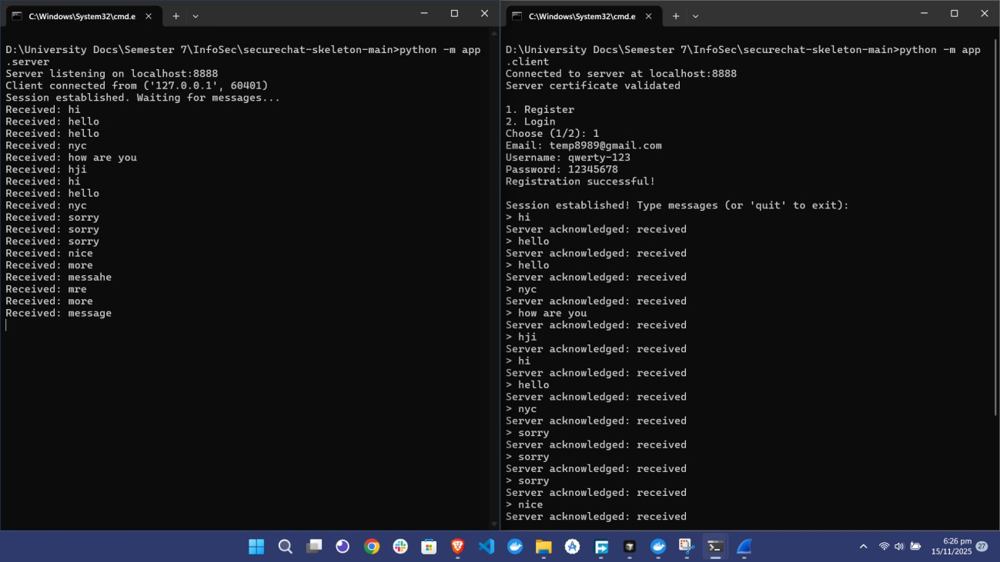 C:\Windows\System32\cmd.e
D:\University Docs\Semester 7\InfoSec\securechat-skeleton-main>python -m app
.server
Server listening on localhost:8888
Client connected from ('127.0.0.1', 60401)
Session established. Waiting for messages...
Received: hi
Received: hello
Received: hello
Received: nyc
Received: how are you
Received: hji
Received: hi
Received: hello
Received: nyc
Received: sorry
Received: sorry
Received: sorry
Received: nice
Received: more
Received: messahe
Received: mre
Received: more
Received: message
C:\Windows\System32\cmd.e
D:\University Docs\Semester 7\InfoSec\securechat-skeleton-main>python -m app
.client
Connected to server at localhost:8888
Server certificate validated
1. Register
2. Login
Choose (1/2): 1
Email: temp8989@gmail.com
Username: qwerty-123
Password: 12345678
Registration successful!
Session established! Type messages (or 'quit' to exit):
> hi
Server acknowledged: received
> hello
Server acknowledged: received
> hello
Server acknowledged: received
> nyc
Server acknowledged: received
> how are you
Server acknowledged: received
> hji
Server acknowledged: received
> hi
Server acknowledged: received
> hello
Server acknowledged: received
> nyc
Server acknowledged: received
> sorry
Server acknowledged: received
> sorry
Server acknowledged: received
> sorry
Server acknowledged: received
> nice
Server acknowledged: received
6:26 pm
15/11/2025
27